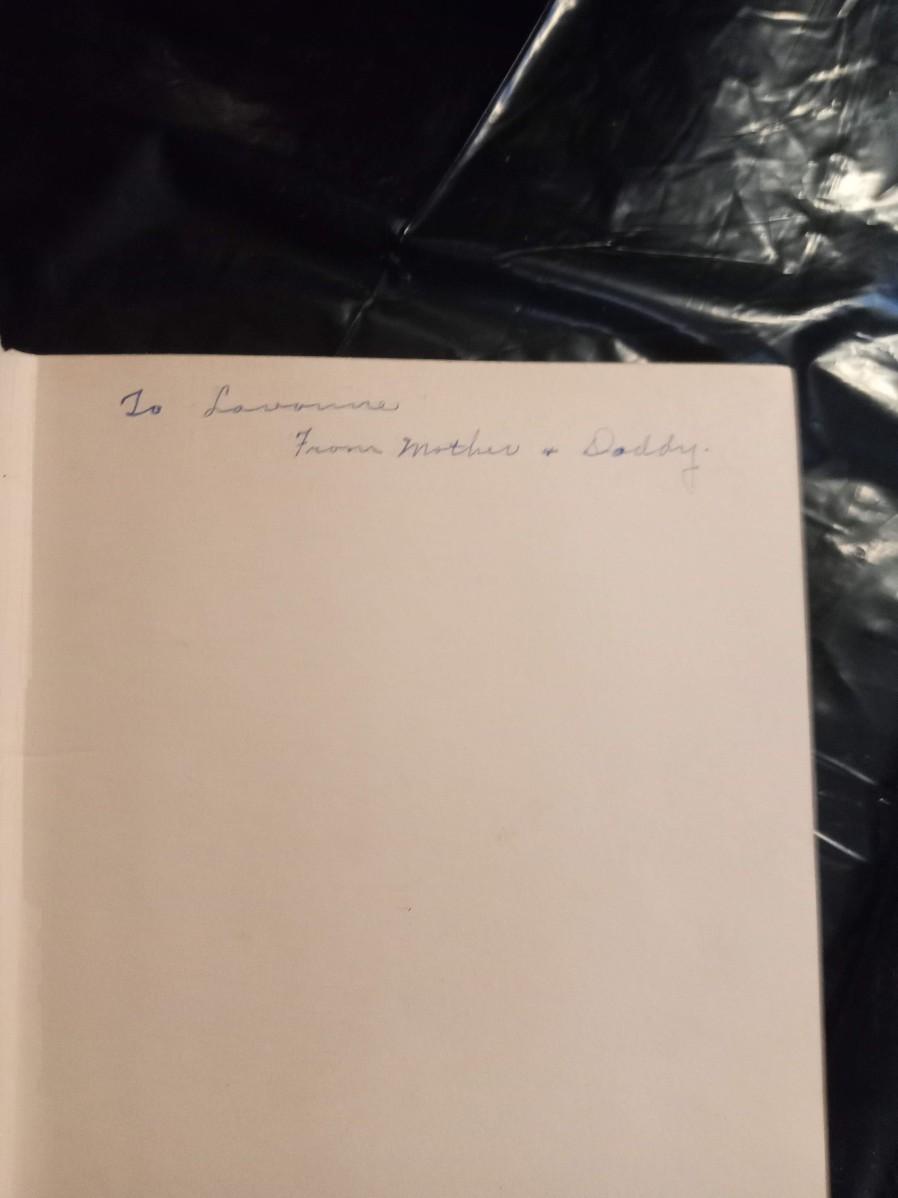 To Lavonne
From Mother + Daddy.